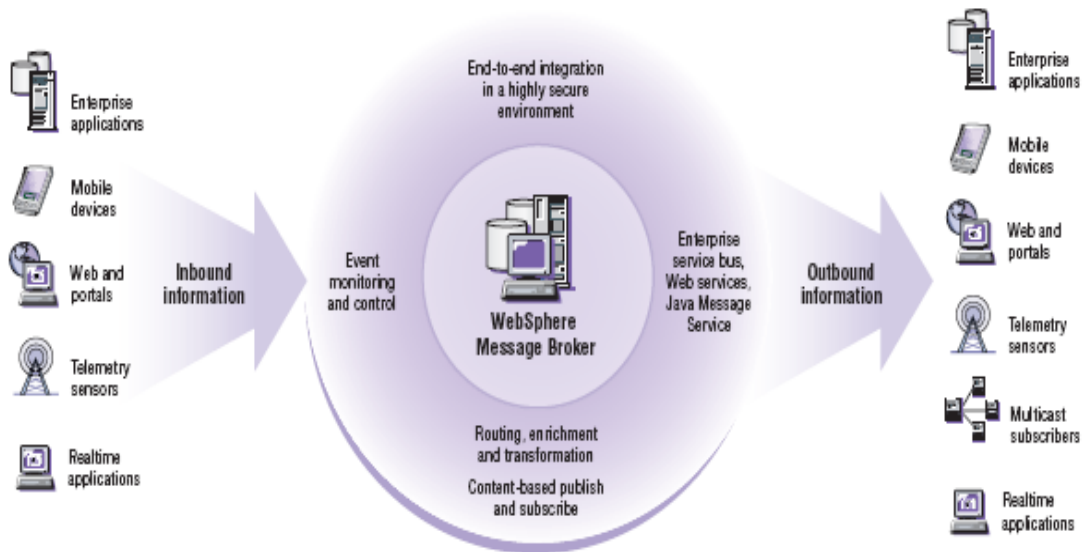 Enterprise
applications
Mobile
devices
Web and
portals
Telemetry
sensors
Realtime
applications
Inbound
information
End-to-end integration
in a highly secure
environment
Event
monitoring
and control
WebSphere
Message Broker
Enterprise
service bus,
Web services,
Java Message
Service
Routing, enrichment
and transformation
Content-based publish
and subscribe
Outbound
information
Enterprise
applications
Mobile
devices
Web and
portals
Telemetry
sensors
Multicast
subscribers
Realtime
applications